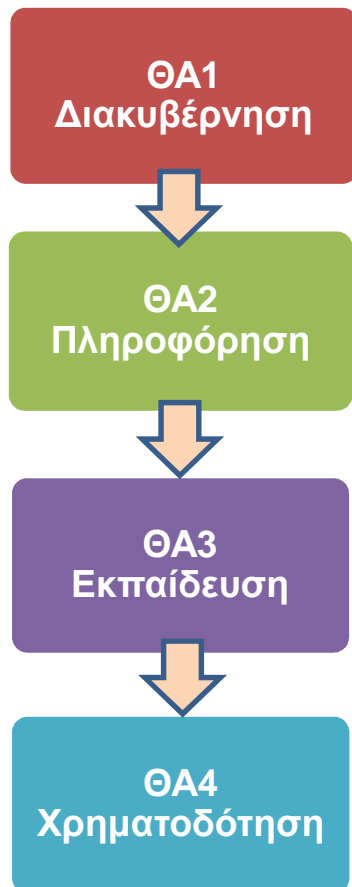 ΘΑ1
Διακυβέρνηση
ΘΑ2
Πληροφόρηση
ΘΑ3
Εκπαίδευση
ΘΑ4
Χρηματοδότηση